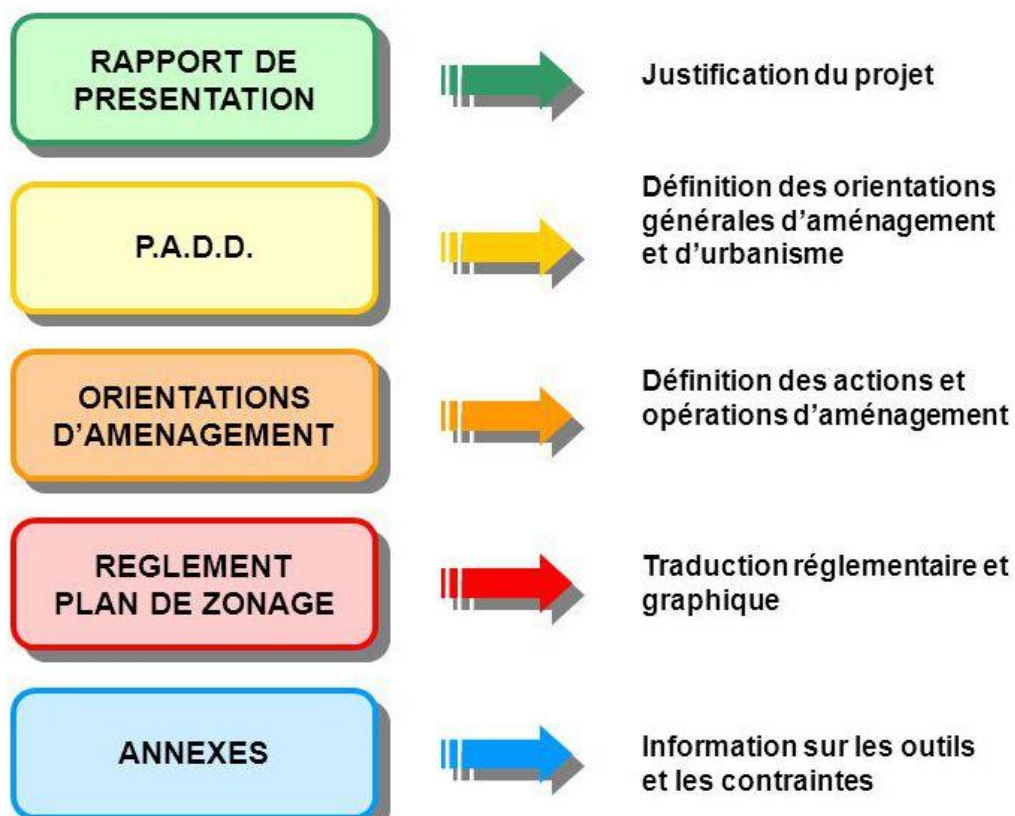 RAPPORT DE
PRESENTATION
Justification du projet
P.A.D.D.
Définition des orientations
générales d'aménagement
et d'urbanisme
ORIENTATIONS
D'AMENAGEMENT
Définition des actions et
opérations d'aménagement
REGLEMENT
PLAN DE ZONAGE
Traduction réglementaire et
graphique
ANNEXES
Information sur les outils
et les contraintes